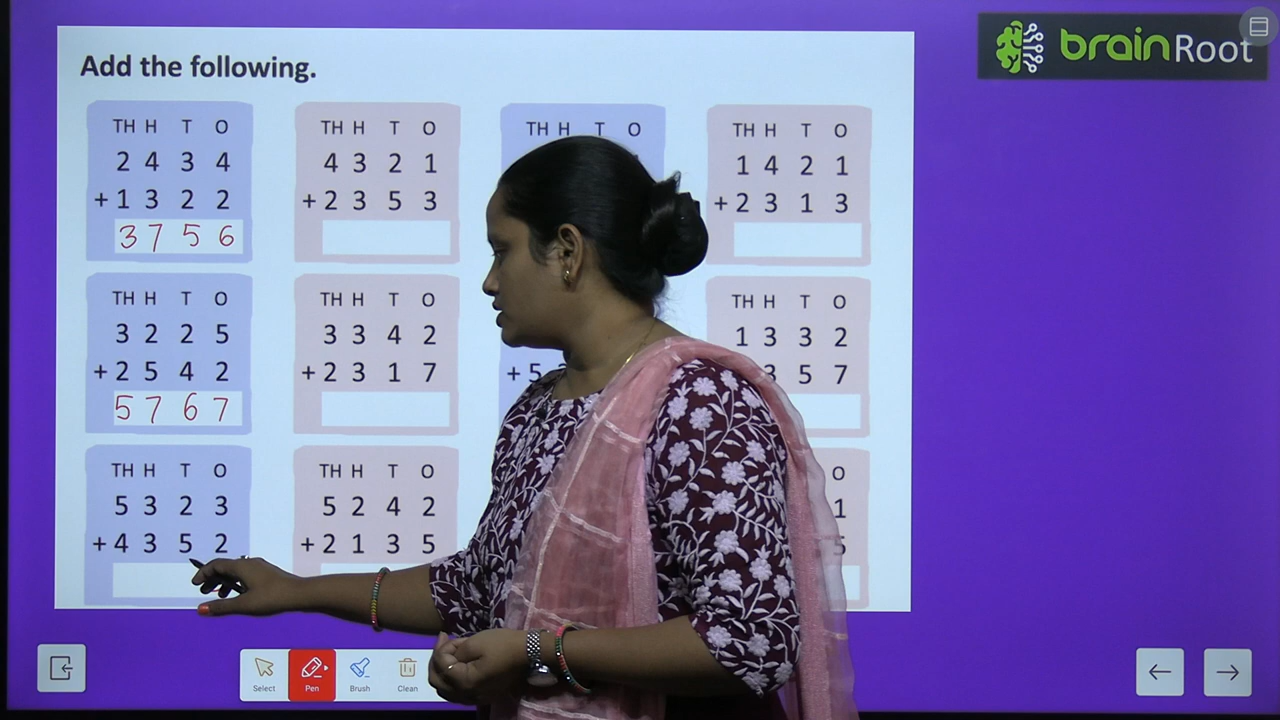 brainRoot
Add the following.
TH H T O
2 4 3 4
+ 1 3 2 2
3 7 5 6
TH H T O
4 3 2 1
+ 2 3 5 3
TH H T O
TH H T O
1 4 2 1
+ 2 3 1 3
TH H T O
3 2 2 5
+ 2 5 4 2
5 7 6 7
TH H T O
3 3 4 2
+ 2 3 1 7
+ 5
TH H T O
1 3 3 2
3 5 7
TH H T O
5 3 2 3
+ 4 3 5 2
TH H T O
5 2 4 2
+ 2 1 3 5
O
1
5
Select Pen Brush Clean